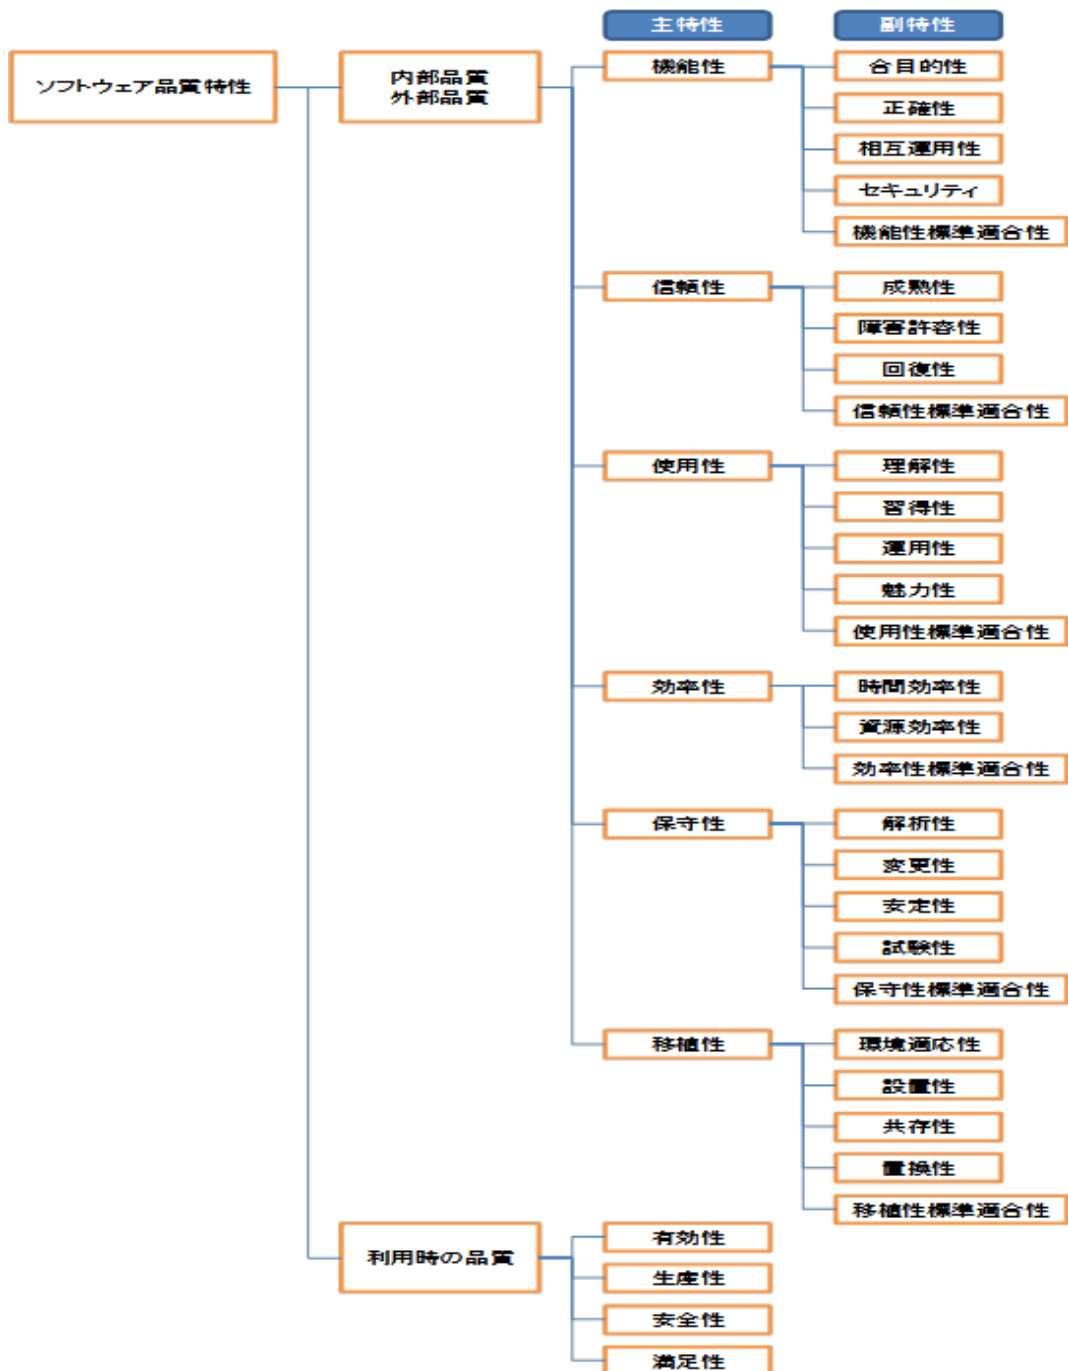 主特性
副特性
ソフトウェア品質特性
内部品質
外部品質
機能性
合目的性
正確性
相互運用性
セキュリティ
機能性標準適合性
信頼性
成熟性
障害許容性
回復性
信頼性標準適合性
使用性
理解性
習得性
運用性
魅力性
使用性標準適合性
効率性
時間効率性
資源効率性
効率性標準適合性
保守性
解析性
変更性
安定性
試験性
保守性標準適合性
移植性
環境適応性
設置性
共存性
置換性
移植性標準適合性
利用時の品質
有効性
生産性
安全性
満足性